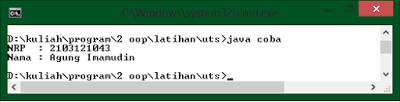 C:\Windows\system32\cmd.exe
D:\kuliah\program\2 oop\latihan\uts>java coba
NRP  : 2103121043
Nama : Agung Imamudin
D:\kuliah\program\2 oop\latihan\uts>_